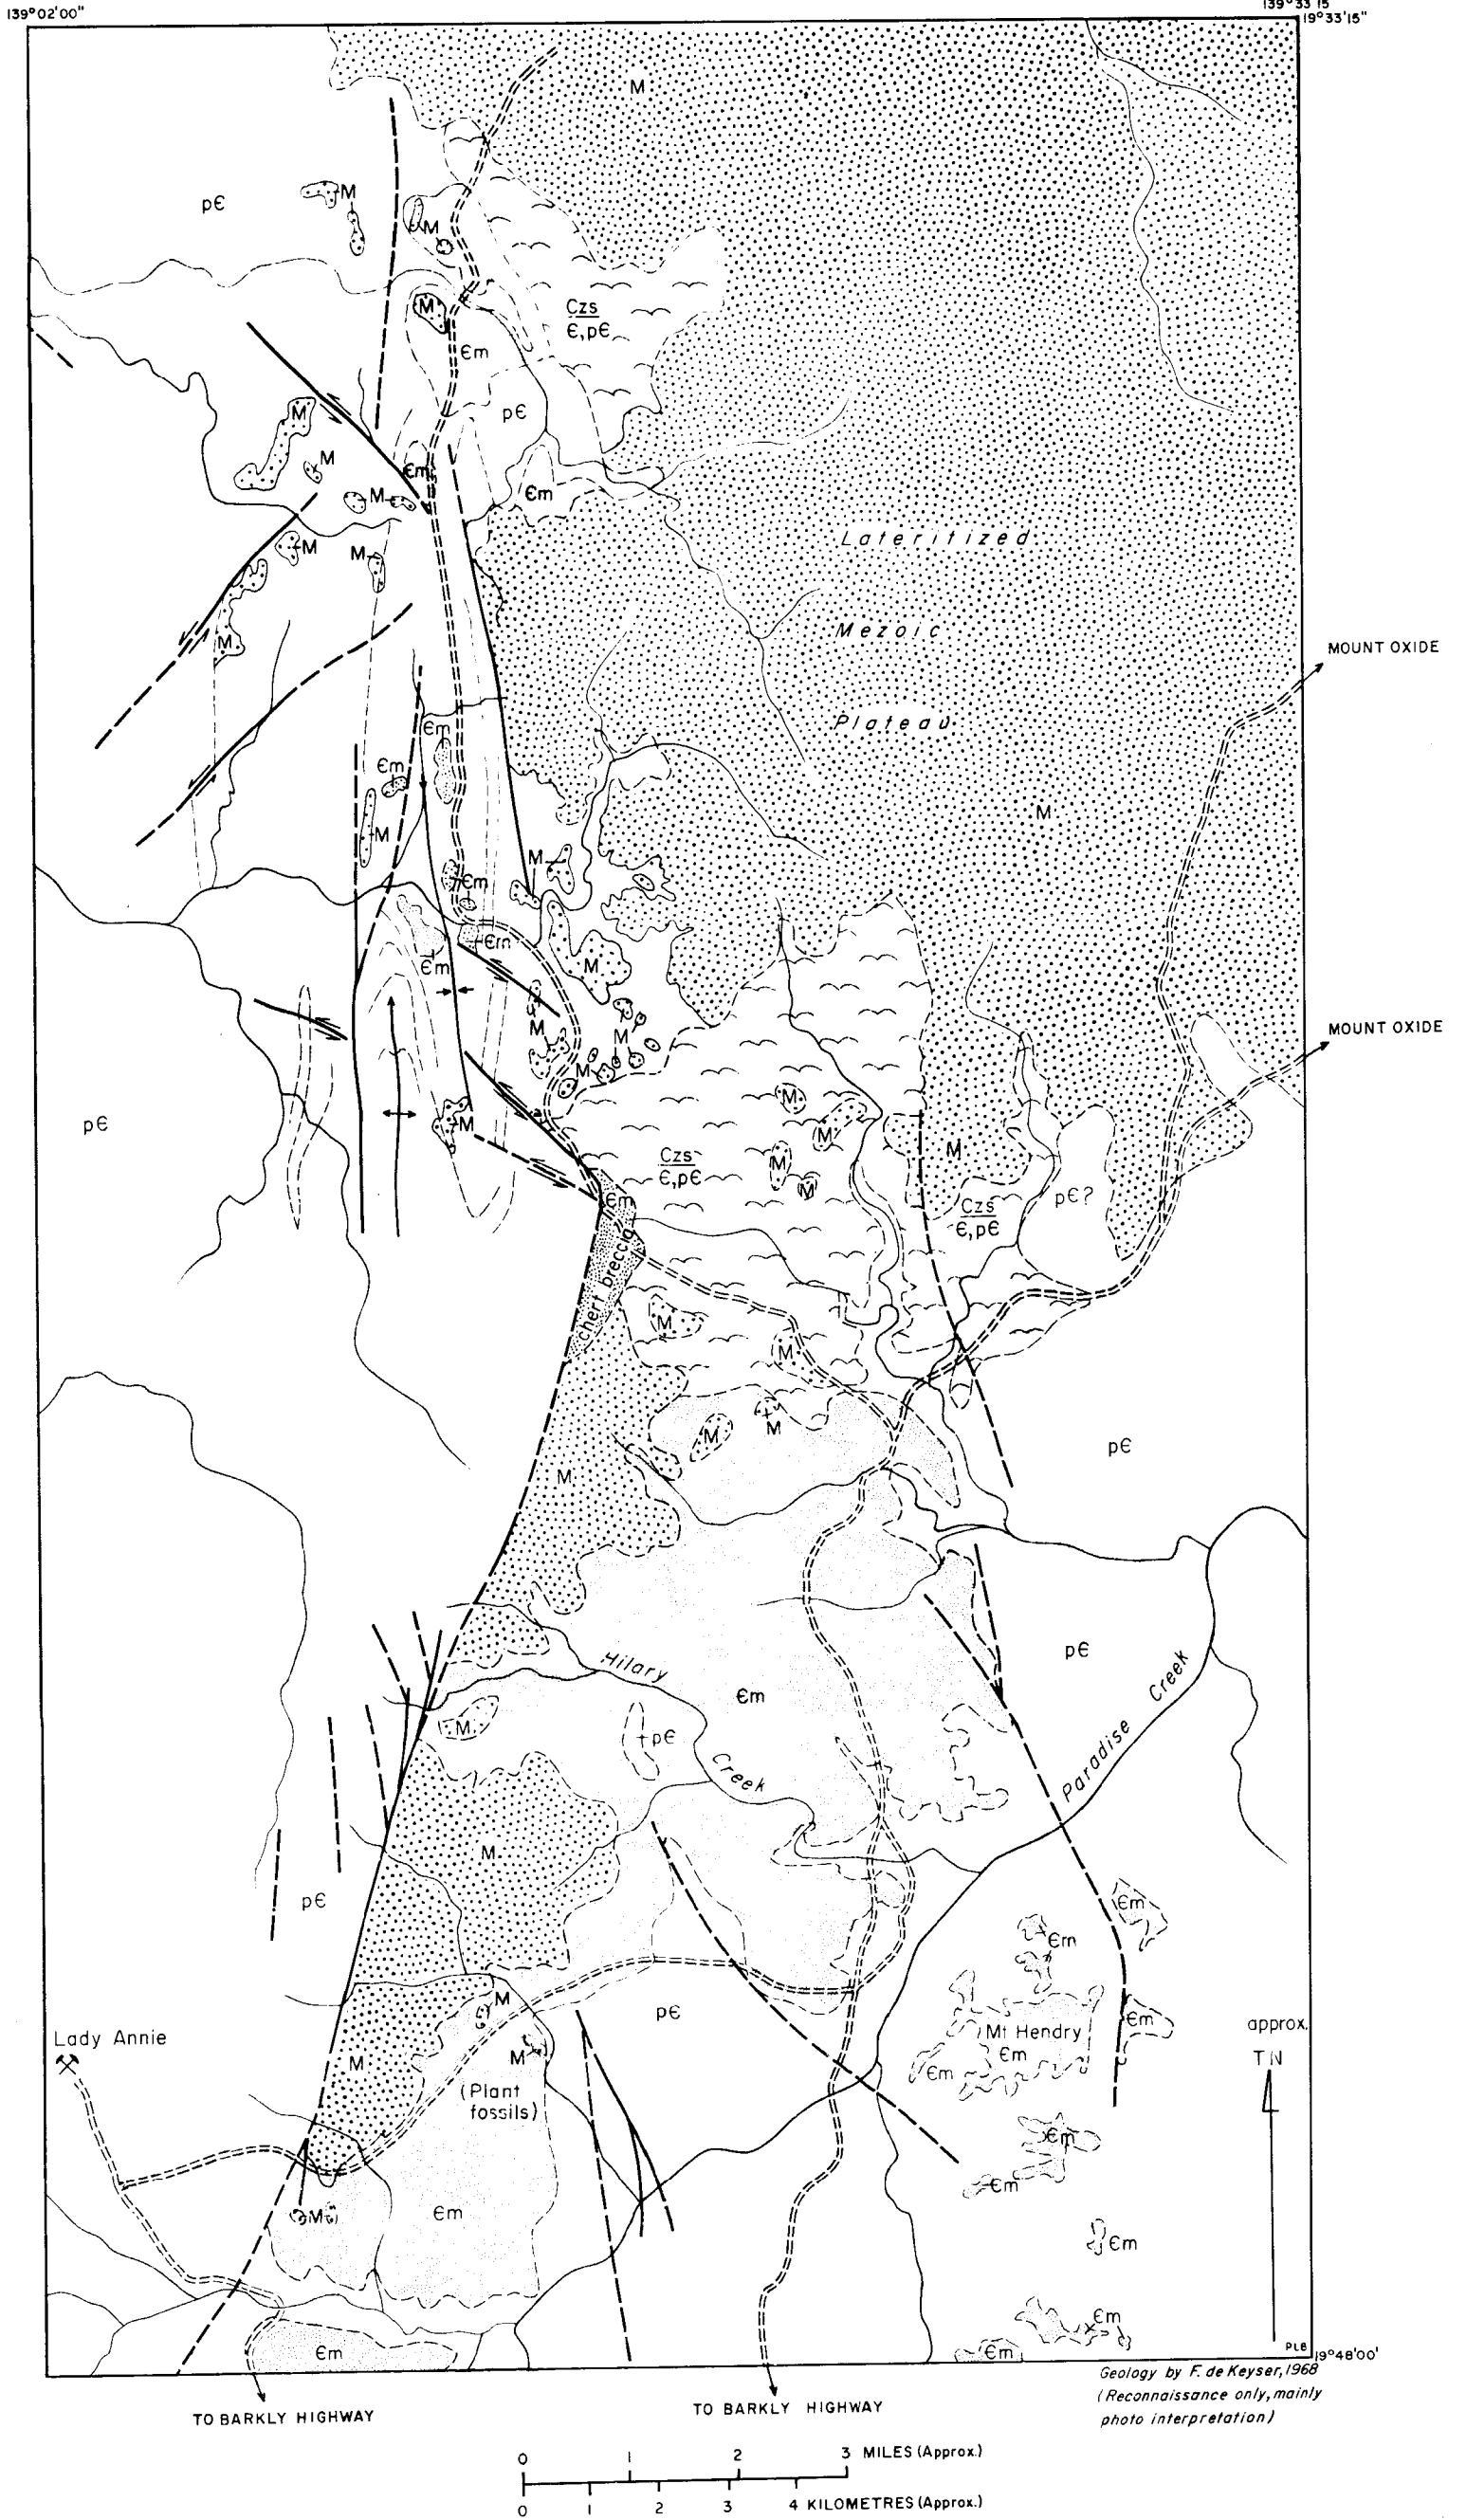 139°02'00"
139°33'15
19°33'15"
M
pЄ
M
M
M
Czs
Є,pЄ
Єm
pЄ
M
M
Єm
M
Єm
M
M
Lateritized
M
Mezoic
MOUNT OXIDE
Plateau
Єm
Єm
M
M
M
Єm
Єm
Єm
M
M
M
M
MOUNT OXIDE
pЄ
M
M
M
M
M
M
Czs
Є,pЄ
Єm
Czs
Є,pЄ
pЄ?
chert breccia
M
M
M
M
pЄ
M
Hilary
pЄ
Єm
Creek
M
pЄ
Paradise
Creek
M
pЄ
Єm
Єm
M
pЄ
Єm
Mt Hendry
Єm
approx.
TN
Lady Annie
M
M
Єm
(Plant
fossils)
Єm
Єm
M
Єm
Єm
Єm
Єm
Єm
PLB
19°48'00'
Geology by F. de Keyser, 1968
(Reconnaissance only, mainly
photo interpretation)
TO BARKLY HIGHWAY
TO BARKLY HIGHWAY
0 1 2 3 MILES (Approx.)
0 1 2 3 4 KILOMETRES (Approx.)